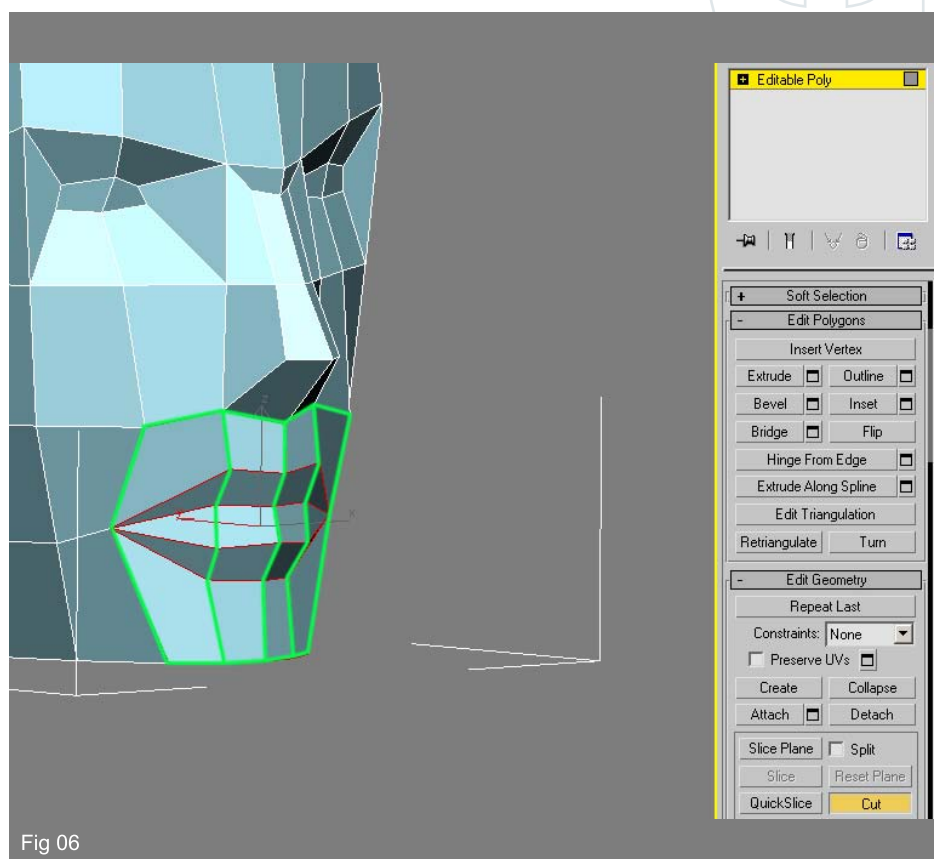 Editable Poly
+ Soft Selection
- Edit Polygons
Insert Vertex
Extrude Outline
Bevel Inset
Bridge Flip
Hinge From Edge
Extrude Along Spline
Edit Triangulation
Retriangulate Turn
- Edit Geometry
Repeat Last
Constraints: None
Preserve UVs
Create Collapse
Attach Detach
Slice Plane Split
Slice Reset Plane
QuickSlice Cut
Fig 06